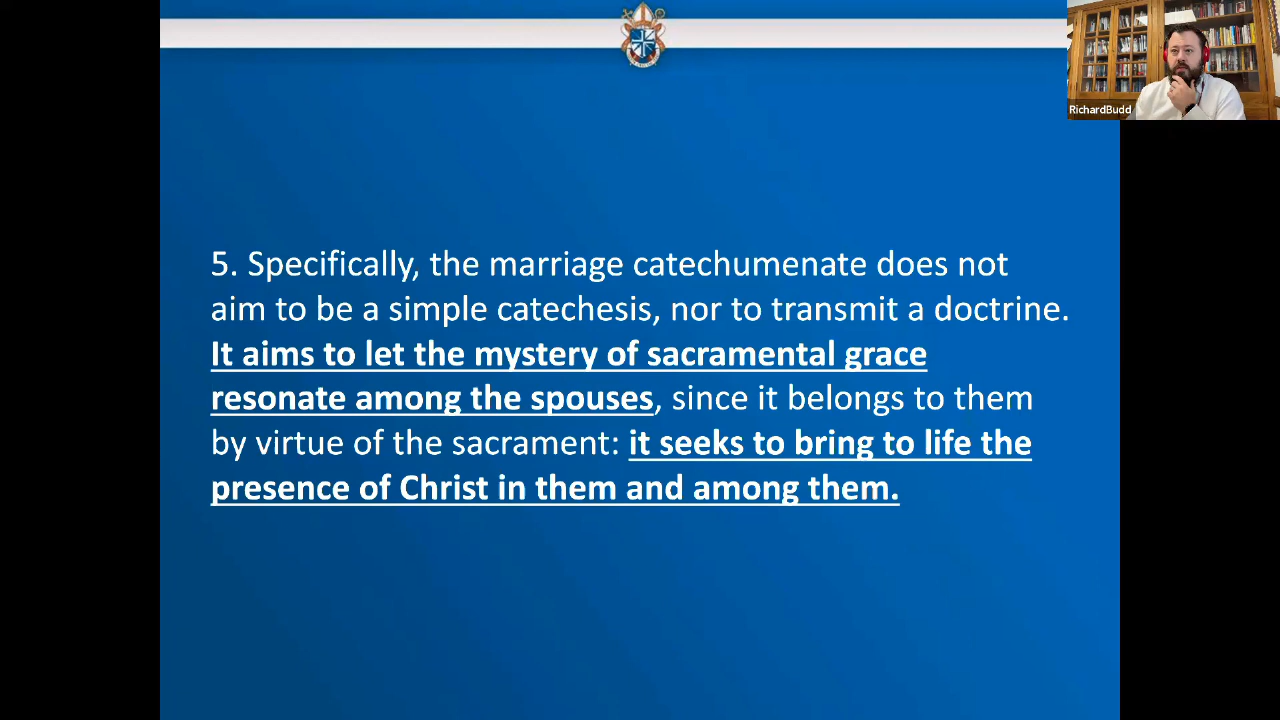 RichardBudd
5. Specifically, the marriage catechumenate does not
aim to be a simple catechesis, nor to transmit a doctrine.
It aims to let the mystery of sacramental grace
resonate among the spouses, since it belongs to them
by virtue of the sacrament: it seeks to bring to life the
presence of Christ in them and among them.